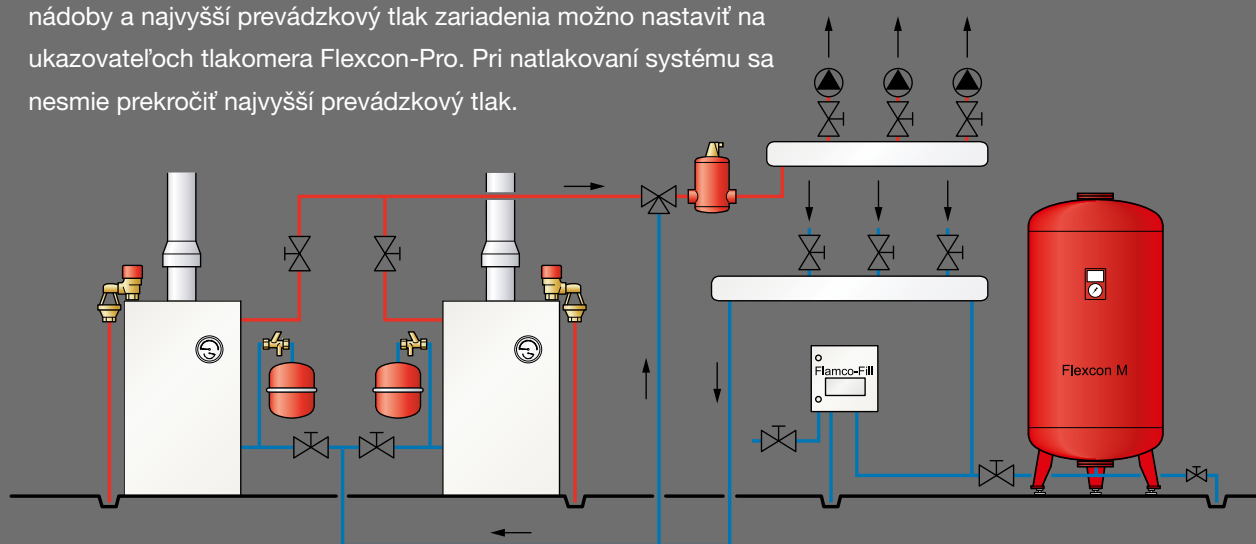 nádoby a najvyšší prevádzkový tlak zariadenia možno nastaviť na
ukazovateľoch tlakomera Flexcon-Pro. Pri natlakovaní systému sa
nesmie prekročiť najvyšší prevádzkový tlak.
Flamco-Fill
Flexcon M